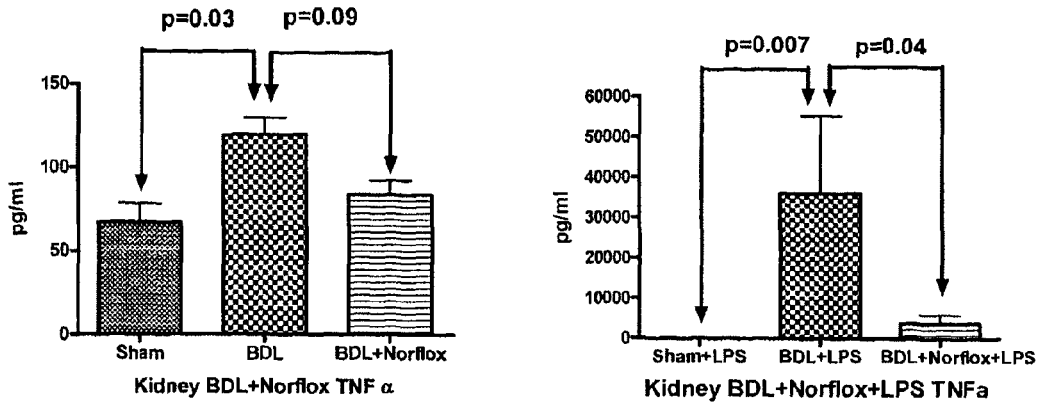 p=0.03 p=0.09
150
100
50
0
pg/ml
Sham BDL BDL+Norflox
Kidney BDL+Norflox TNF α
p=0.007 p=0.04
60000
50000
40000
30000
20000
10000
0
pg/ml
Sham+LPS BDL+LPS BDL+Norflox+LPS
Kidney BDL+Norflox+LPS TNFa